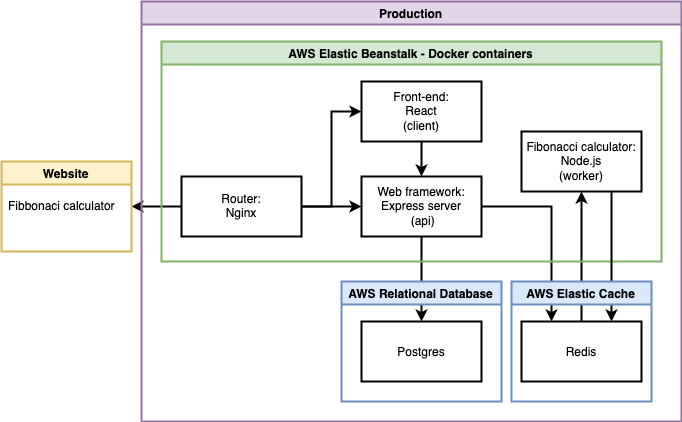 Production
AWS Elastic Beanstalk - Docker containers
Front-end:
React
(client)
Fibonacci calculator:
Node.js
(worker)
Website
Fibbonaci calculator
Router:
Nginx
Web framework:
Express server
(api)
AWS Relational Database
AWS Elastic Cache
Postgres
Redis